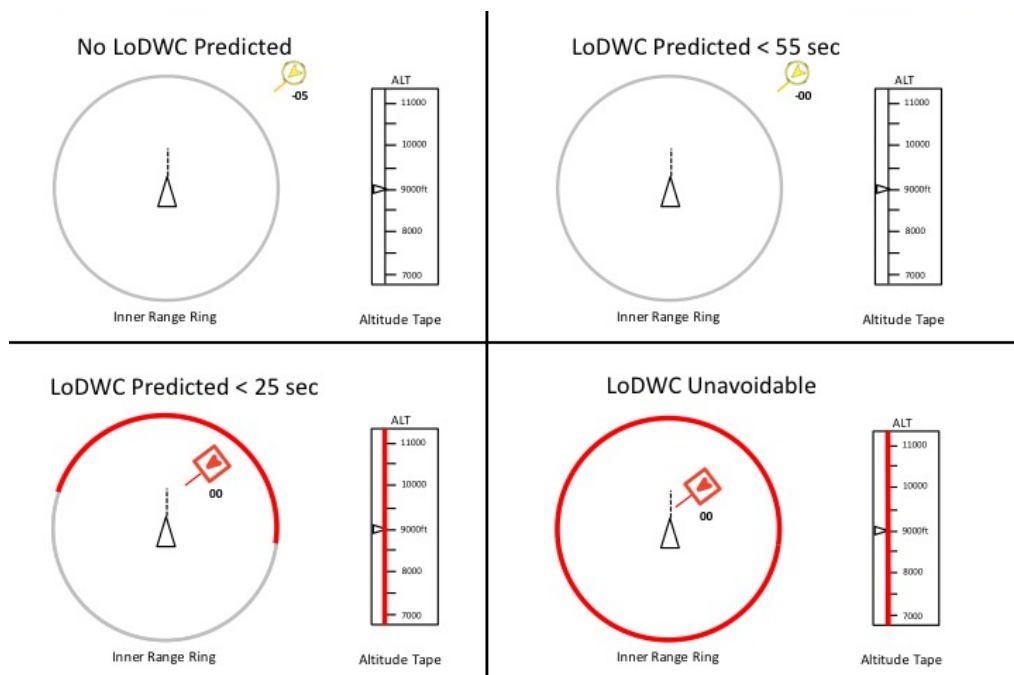 No LoDWC Predicted
-05
ALT
11000
10000
9000ft
8000
7000
Inner Range Ring
Altitude Tape
LoDWC Predicted < 55 sec
-00
ALT
11000
10000
9000ft
8000
7000
Inner Range Ring
Altitude Tape
LoDWC Predicted < 25 sec
00
ALT
11000
10000
9000ft
8000
7000
Inner Range Ring
Altitude Tape
LoDWC Unavoidable
00
ALT
11000
10000
9000ft
8000
7000
Inner Range Ring
Altitude Tape